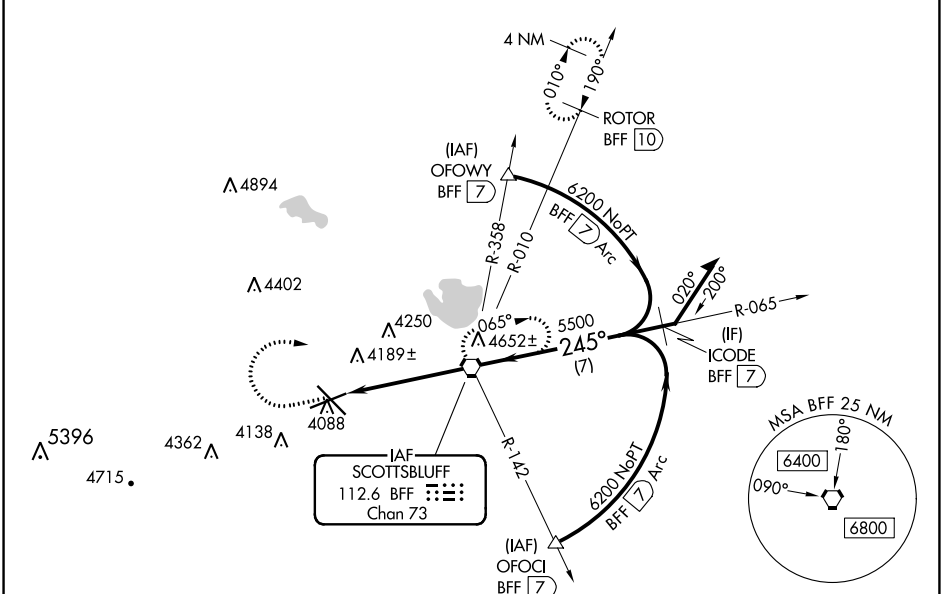 4 NM
010°
190°
ROTOR
BFF 10
(IAF)
OFOWY
BFF 7
4894
6200 NoPT
BFF 7 Arc
R-358
R-010
4402
020°
200°
R-065
4250
065°
5500
4652±
245°
(7)
(IF)
ICODE
BFF 7
4189±
4088
4138
4362
5396
4715
R-142
IAF
SCOTTSBLUFF
112.6 BFF
Chan 73
6200 NoPT
BFF 7 Arc
(IAF)
OFOCI
BFF 7
MSA BFF 25 NM
180°
6400
090°
6800